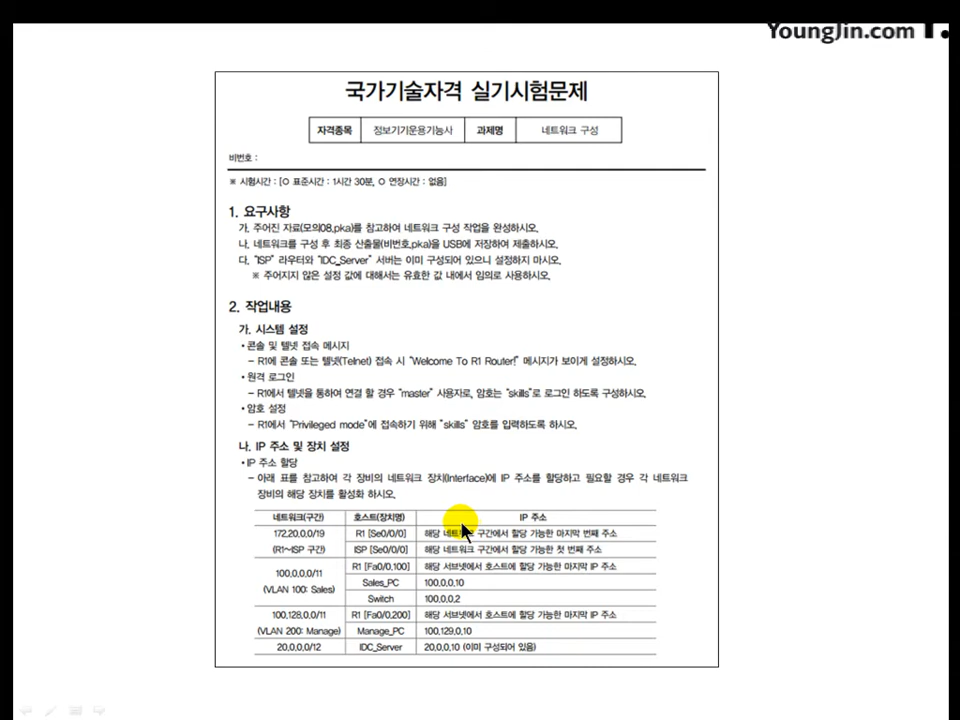 YoungJin.com
국가기술자격 실기시험문제
자격종목 정보기기운용기능사 과제명 네트워크 구성
비번호 :
※ 시험시간 : [○ 표준시간 : 1시간 30분, ○ 연장시간 : 없음]
1. 요구사항
가. 주어진 자료(모의08.pka)를 참고하여 네트워크 구성 작업을 완성하시오.
나. 네트워크를 구성 후 최종 산출물(비번호.pka)을 USB에 저장하여 제출하시오.
다. "ISP" 라우터와 "IDC_Server" 서버는 이미 구성되어 있으니 설정하지 마시오.
※ 주어지지 않은 설정 값에 대해서는 유효한 값 내에서 임의로 사용하시오.
2. 작업내용
가. 시스템 설정
• 콘솔 및 텔넷 접속 메시지
– R1에 콘솔 또는 텔넷(Telnet) 접속 시 "Welcome To R1 Router!" 메시지가 보이게 설정하시오.
• 원격 로그인
– R1에서 텔넷을 통하여 연결 할 경우 "master" 사용자로, 암호는 "skills"로 로그인 하도록 구성하시오.
• 암호 설정
– R1에서 "Privileged mode"에 접속하기 위해 "skills" 암호를 입력하도록 하시오.
나. IP 주소 및 장치 설정
• IP 주소 할당
– 아래 표를 참고하여 각 장비의 네트워크 장치(Interface)에 IP 주소를 할당하고 필요할 경우 각 네트워크
장비의 해당 장치를 활성화 하시오.
네트워크(구간) 호스트(장치명) IP 주소
172.20.0.0/19 R1 [Se0/0/0] 해당 네트워크 구간에서 할당 가능한 마지막 번째 주소
(R1~ISP 구간) ISP [Se0/0/0] 해당 네트워크 구간에서 할당 가능한 첫 번째 주소
100.0.0.0/11 R1 [Fa0/0.100] 해당 서브넷에서 호스트에 할당 가능한 마지막 IP 주소
(VLAN 100: Sales) Sales_PC 100.0.0.10
Switch 100.0.0.2
100.128.0.0/11 R1 [Fa0/0.200] 해당 서브넷에서 호스트에 할당 가능한 마지막 IP 주소
(VLAN 200: Manage) Manage_PC 100.129.0.10
20.0.0.0/12 IDC_Server 20.0.0.10 (이미 구성되어 있음)